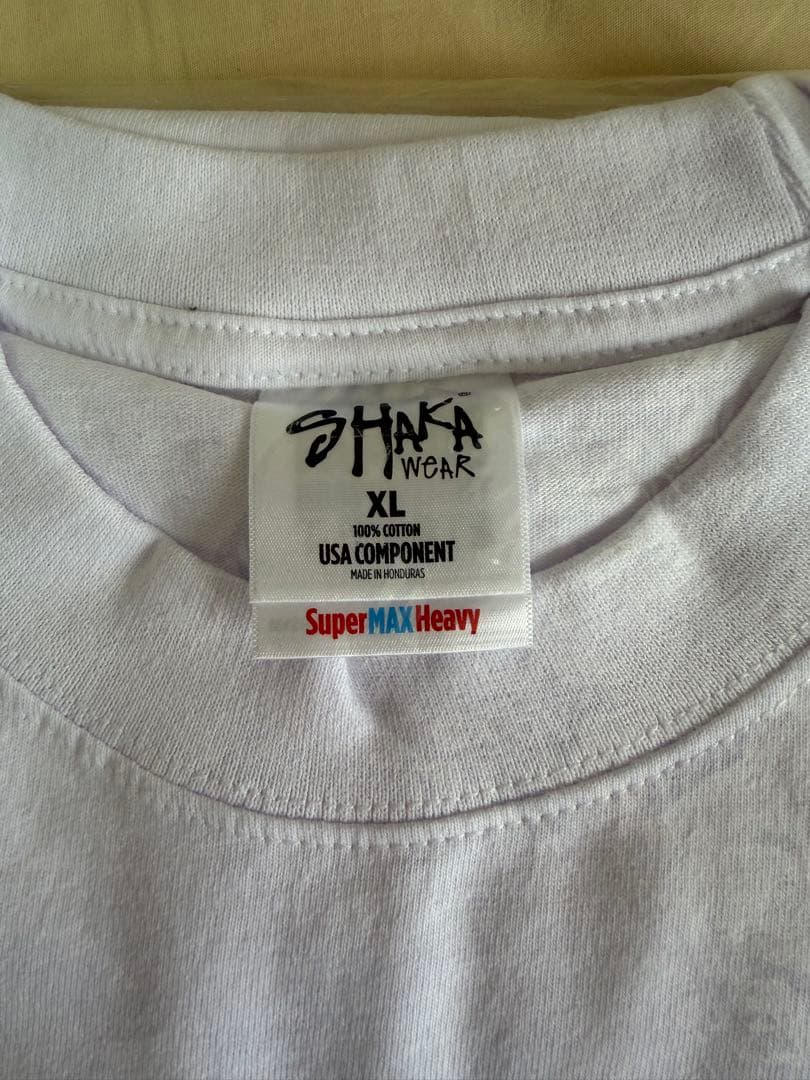 SHAKA
WEAR
XL
100% COTTON
USA COMPONENT
MADE IN HONDURAS
SuperMAXHeavy